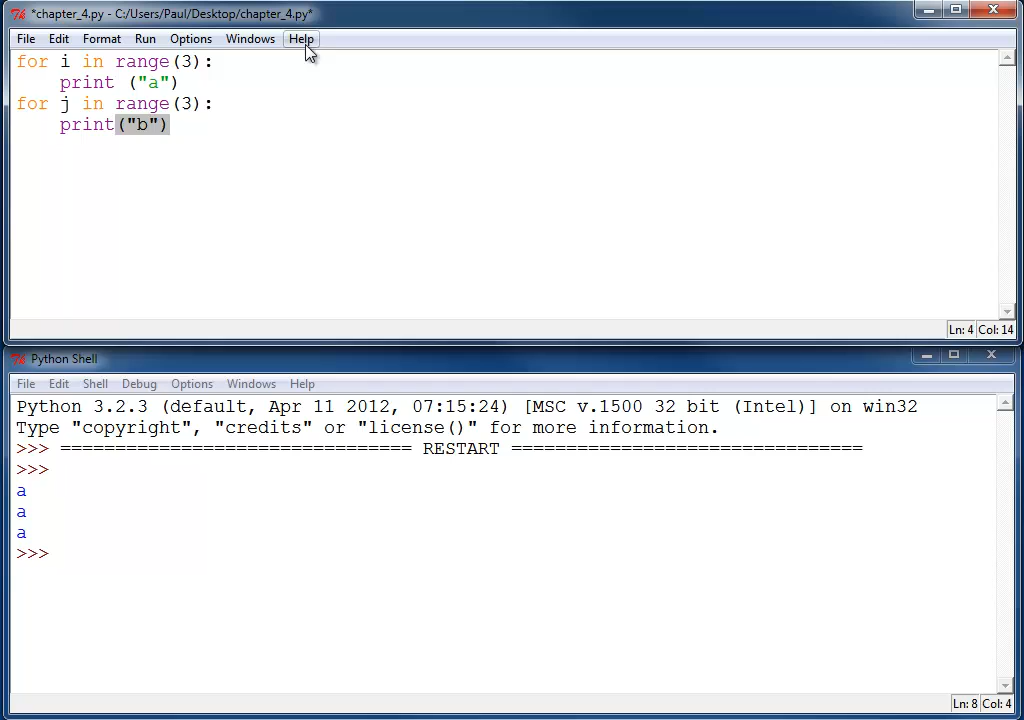 *chapter_4.py - C:/Users/Paul/Desktop/chapter_4.py*
File Edit Format Run Options Windows Help
for i in range(3):
    print ("a")
for j in range(3):
    print("b")
Ln: 4 Col: 14
Python Shell
File Edit Shell Debug Options Windows Help
Python 3.2.3 (default, Apr 11 2012, 07:15:24) [MSC v.1500 32 bit (Intel)] on win32
Type "copyright", "credits" or "license()" for more information.
>>> ================================ RESTART ================================
>>>
a
a
a
>>>
Ln: 8 Col: 4